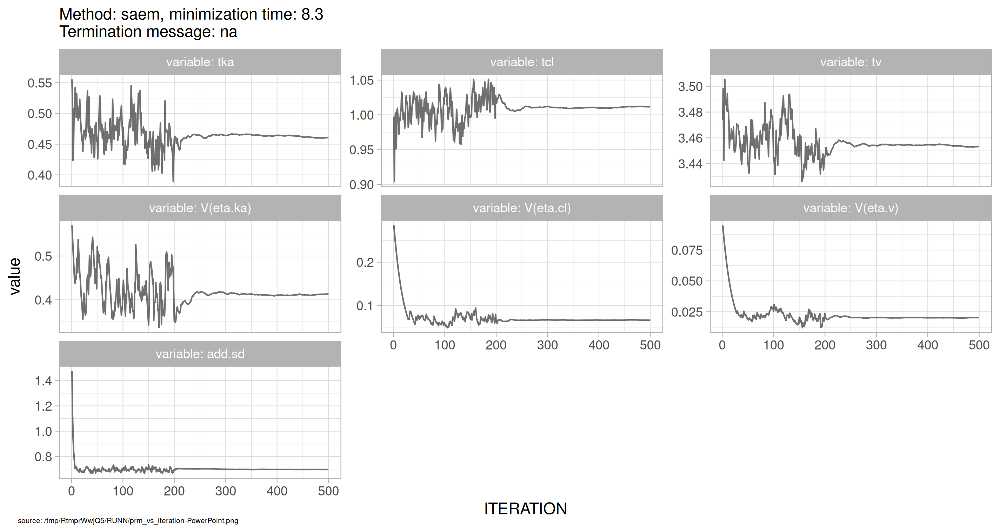 Method: saem, minimization time: 8.3
Termination message: na
variable: tka
variable: tcl
variable: tv
0.55
0.50
0.45
0.40
1.05
1.00
0.95
0.90
3.50
3.48
3.46
3.44
variable: V(eta.ka)
variable: V(eta.cl)
variable: V(eta.v)
value
0.5
0.4
0.2
0.1
0.075
0.050
0.025
0 100 200 300 400 500
0 100 200 300 400 500
variable: add.sd
1.4
1.2
1.0
0.8
0 100 200 300 400 500
ITERATION
source: /tmp/RtmprWwjQ5/RUNN/prm_vs_iteration-PowerPoint.png